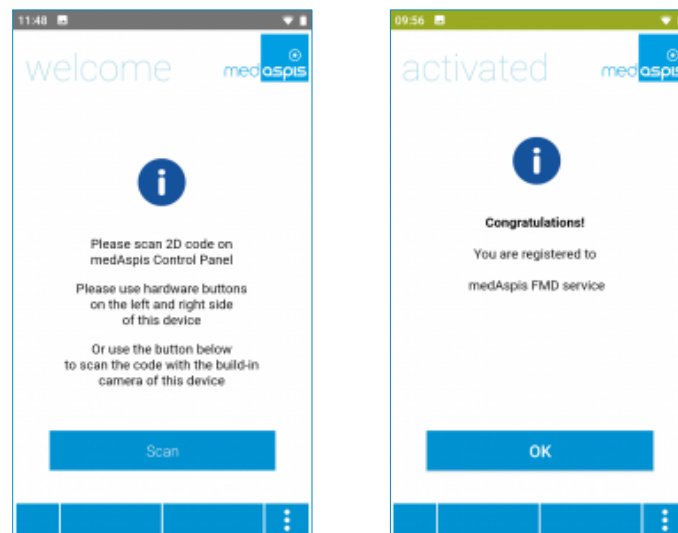 11:48
welcome
medaspis
Please scan 2D code on
medAspis Control Panel
Please use hardware buttons
on the left and right side
of this device
Or use the button below
to scan the code with the build-in
camera of this device
Scan
09:56
activated
medaspis
Congratulations!
You are registered to
medAspis FMD service
OK